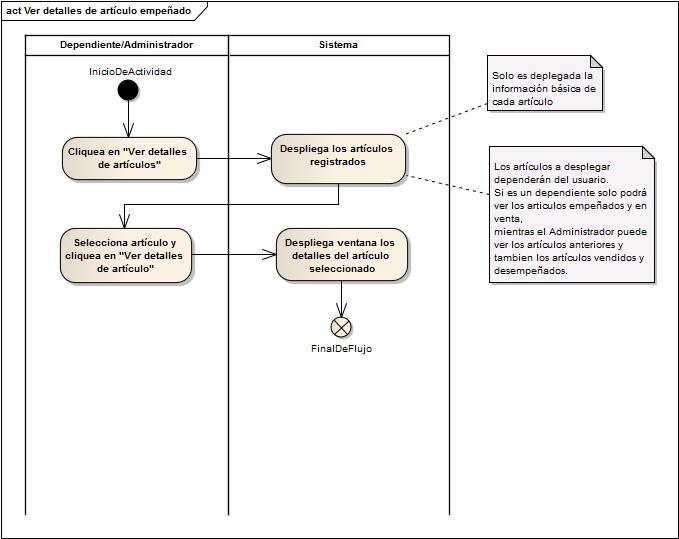 act Ver detalles de artículo empeñado
Dependiente/Administrador
Sistema
InicioDeActividad
Cliquea en "Ver detalles
de artículos"
Despliega los artículos
registrados
Solo es deplegada la
información básica de
cada artículo
Los artículos a desplegar
dependerán del usuario.
Si es un dependiente solo podrá
ver los articulos empeñados y en
venta,
mientras el Administrador puede
ver los artículos anteriores y
tambien los artículos vendidos y
desempeñados.
Selecciona artículo y
cliquea en "Ver detalles
de artículo"
Despliega ventana los
detalles del artículo
seleccionado
FinalDeFlujo